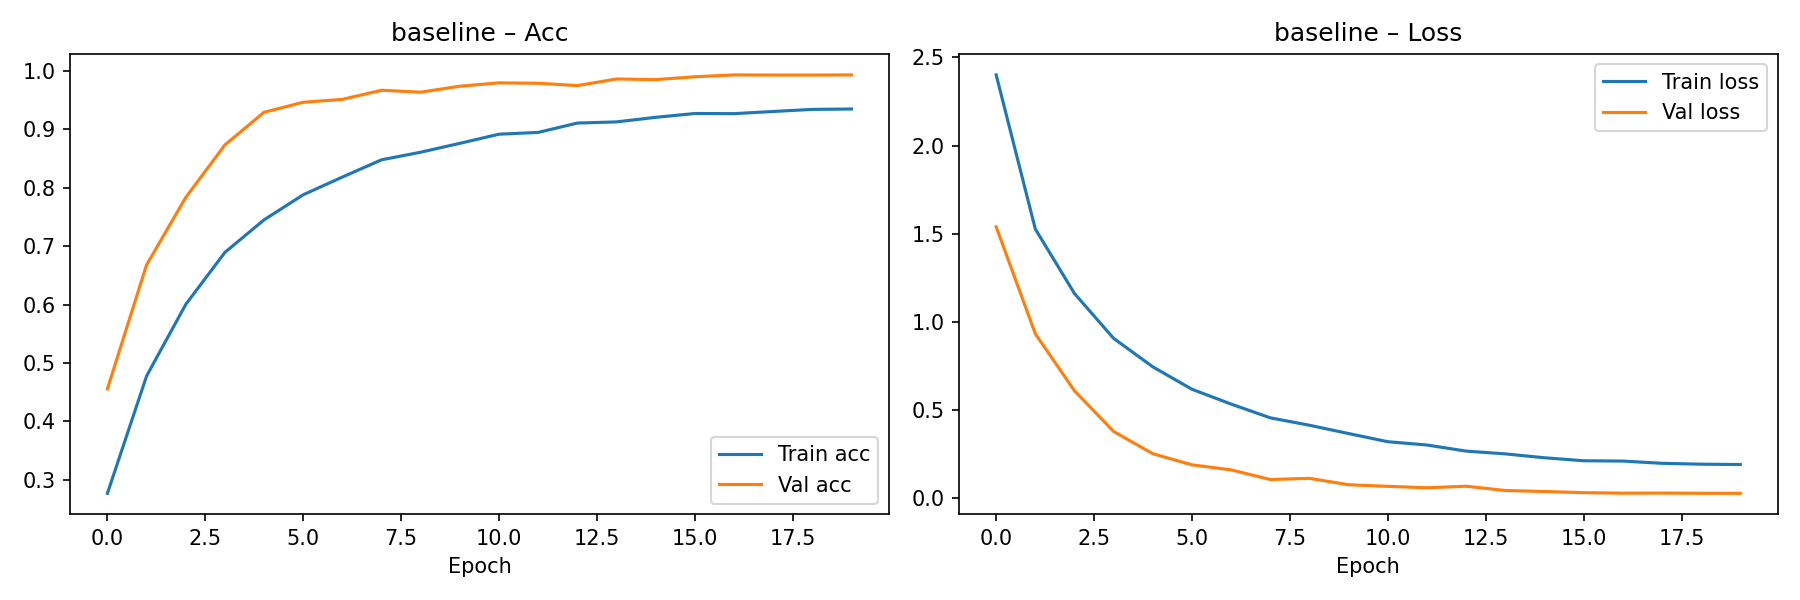 baseline – Acc
1.0
0.9
0.8
0.7
0.6
0.5
0.4
0.3
Train acc
Val acc
0.0 2.5 5.0 7.5 10.0 12.5 15.0 17.5
Epoch
baseline – Loss
2.5
2.0
1.5
1.0
0.5
0.0
Train loss
Val loss
0.0 2.5 5.0 7.5 10.0 12.5 15.0 17.5
Epoch